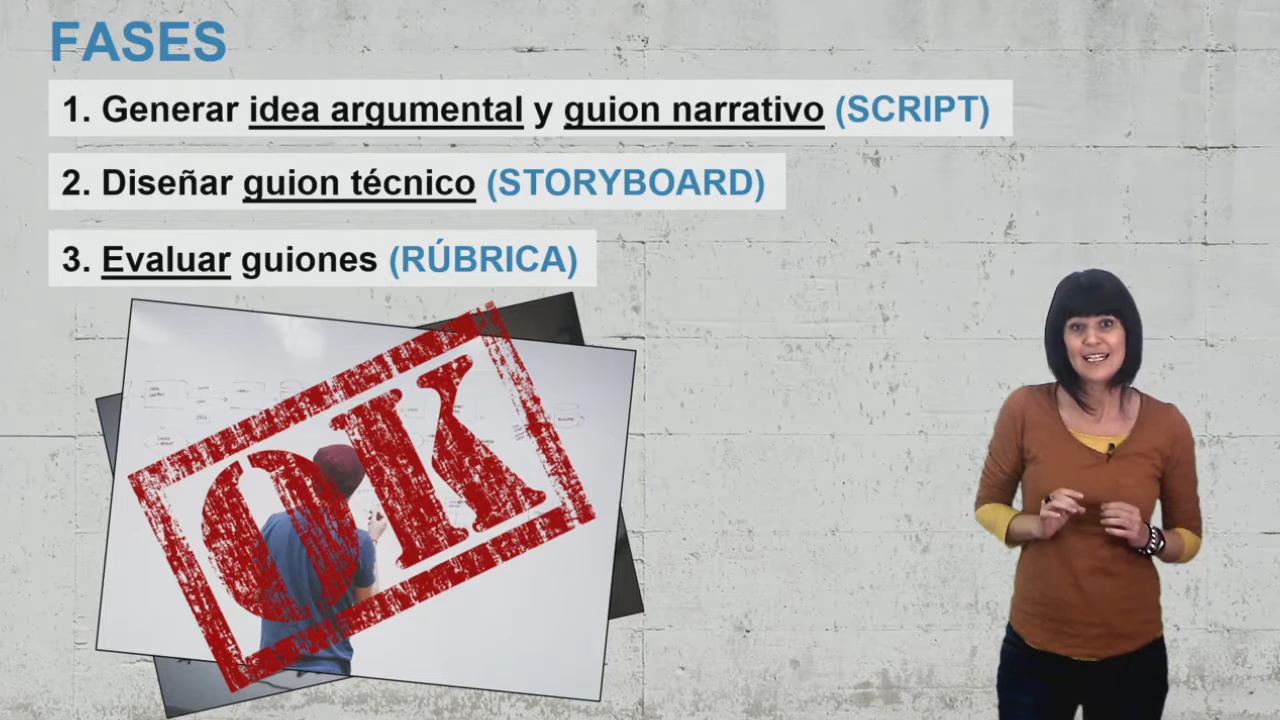 FASES
1. Generar idea argumental y guion narrativo (SCRIPT)
2. Diseñar guion técnico (STORYBOARD)
3. Evaluar guiones (RÚBRICA)
OK